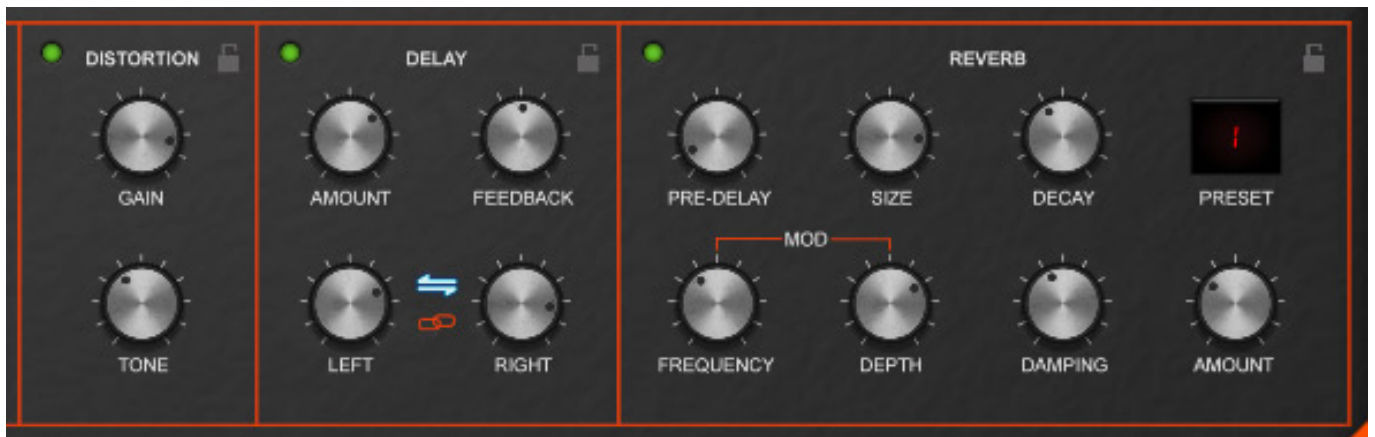 DISTORTION
GAIN
TONE
DELAY
AMOUNT
FEEDBACK
LEFT
RIGHT
REVERB
PRE-DELAY
SIZE
DECAY
1
PRESET
MOD
FREQUENCY
DEPTH
DAMPING
AMOUNT